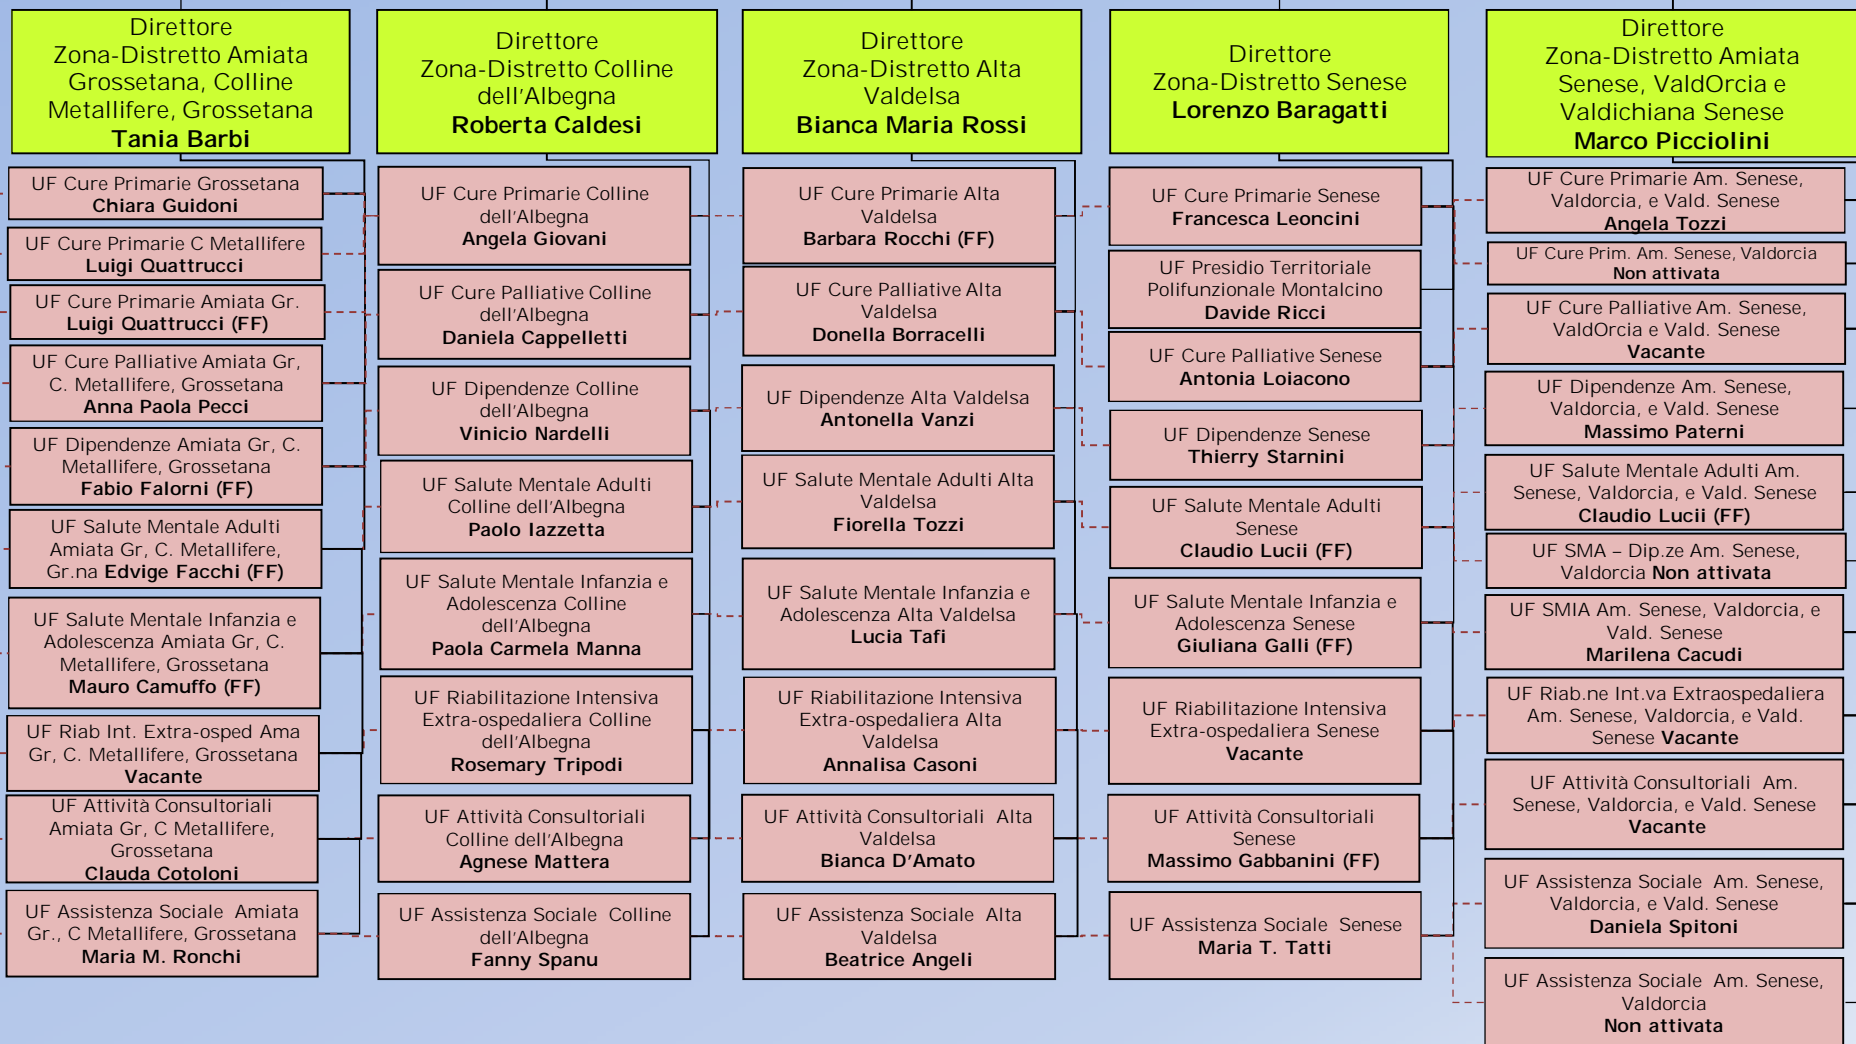 Direttore
Zona-Distretto Amiata
Grossetana, Colline
Metallifere, Grossetana
Tania Barbi
UF Cure Primarie Grossetana
Chiara Guidoni
UF Cure Primarie C Metallifere
Luigi Quattrucci
UF Cure Primarie Amiata Gr.
Luigi Quattrucci (FF)
UF Cure Palliative Amiata Gr,
C. Metallifere, Grossetana
Anna Paola Pecci
UF Dipendenze Amiata Gr, C.
Metallifere, Grossetana
Fabio Falorni (FF)
UF Salute Mentale Adulti
Amiata Gr, C. Metallifere,
Gr.na Edvige Facchi (FF)
UF Salute Mentale Infanzia e
Adolescenza Amiata Gr, C.
Metallifere, Grossetana
Mauro Camuffo (FF)
UF Riab Int. Extra-osped Ama
Gr, C. Metallifere, Grossetana
Vacante
UF Attività Consultoriali
Amiata Gr, C Metallifere,
Grossetana
Clauda Cotoloni
UF Assistenza Sociale Amiata
Gr., C Metallifere, Grossetana
Maria M. Ronchi
Direttore
Zona-Distretto Colline
dell'Albegna
Roberta Caldesi
UF Cure Primarie Colline
dell'Albegna
Angela Giovani
UF Cure Palliative Colline
dell'Albegna
Daniela Cappelletti
UF Dipendenze Colline
dell'Albegna
Vinicio Nardelli
UF Salute Mentale Adulti
Colline dell'Albegna
Paolo Iazzetta
UF Salute Mentale Infanzia e
Adolescenza Colline
dell'Albegna
Paola Carmela Manna
UF Riabilitazione Intensiva
Extra-ospedaliera Colline
dell'Albegna
Rosemary Tripodi
UF Attività Consultoriali
Colline dell'Albegna
Agnese Mattera
UF Assistenza Sociale Colline
dell'Albegna
Fanny Spanu
Direttore
Zona-Distretto Alta
Valdelsa
Bianca Maria Rossi
UF Cure Primarie Alta
Valdelsa
Barbara Rocchi (FF)
UF Cure Palliative Alta
Valdelsa
Donella Borracelli
UF Dipendenze Alta Valdelsa
Antonella Vanzi
UF Salute Mentale Adulti Alta
Valdelsa
Fiorella Tozzi
UF Salute Mentale Infanzia e
Adolescenza Alta Valdelsa
Lucia Tafi
UF Riabilitazione Intensiva
Extra-ospedaliera Alta
Valdelsa
Annalisa Casoni
UF Attività Consultoriali Alta
Valdelsa
Bianca D'Amato
UF Assistenza Sociale Alta
Valdelsa
Beatrice Angeli
Direttore
Zona-Distretto Senese
Lorenzo Baragatti
UF Cure Primarie Senese
Francesca Leoncini
UF Presidio Territoriale
Polifunzionale Montalcino
Davide Ricci
UF Cure Palliative Senese
Antonia Loiacono
UF Dipendenze Senese
Thierry Starnini
UF Salute Mentale Adulti
Senese
Claudio Lucii (FF)
UF Salute Mentale Infanzia e
Adolescenza Senese
Giuliana Galli (FF)
UF Riabilitazione Intensiva
Extra-ospedaliera Senese
Vacante
UF Attività Consultoriali
Senese
Massimo Gabbanini (FF)
UF Assistenza Sociale Senese
Maria T. Tatti
Direttore
Zona-Distretto Amiata
Senese, ValdOrcia e
Valdichiana Senese
Marco Picciolini
UF Cure Primarie Am. Senese,
Valdorcia, e Vald. Senese
Angela Tozzi
UF Cure Prim. Am. Senese, Valdorcia
Non attivata
UF Cure Palliative Am. Senese,
ValdOrcia e Vald. Senese
Vacante
UF Dipendenze Am. Senese,
Valdorcia, e Vald. Senese
Massimo Paterni
UF Salute Mentale Adulti Am.
Senese, Valdorcia, e Vald. Senese
Claudio Lucii (FF)
UF SMA – Dip.ze Am. Senese,
Valdorcia Non attivata
UF SMIA Am. Senese, Valdorcia, e
Vald. Senese
Marilena Cacudi
UF Riab.ne Int.va Extraospedaliera
Am. Senese, Valdorcia, e Vald.
Senese Vacante
UF Attività Consultoriali Am.
Senese, Valdorcia, e Vald. Senese
Vacante
UF Assistenza Sociale Am. Senese,
Valdorcia, e Vald. Senese
Daniela Spitoni
UF Assistenza Sociale Am. Senese,
Valdorcia
Non attivata